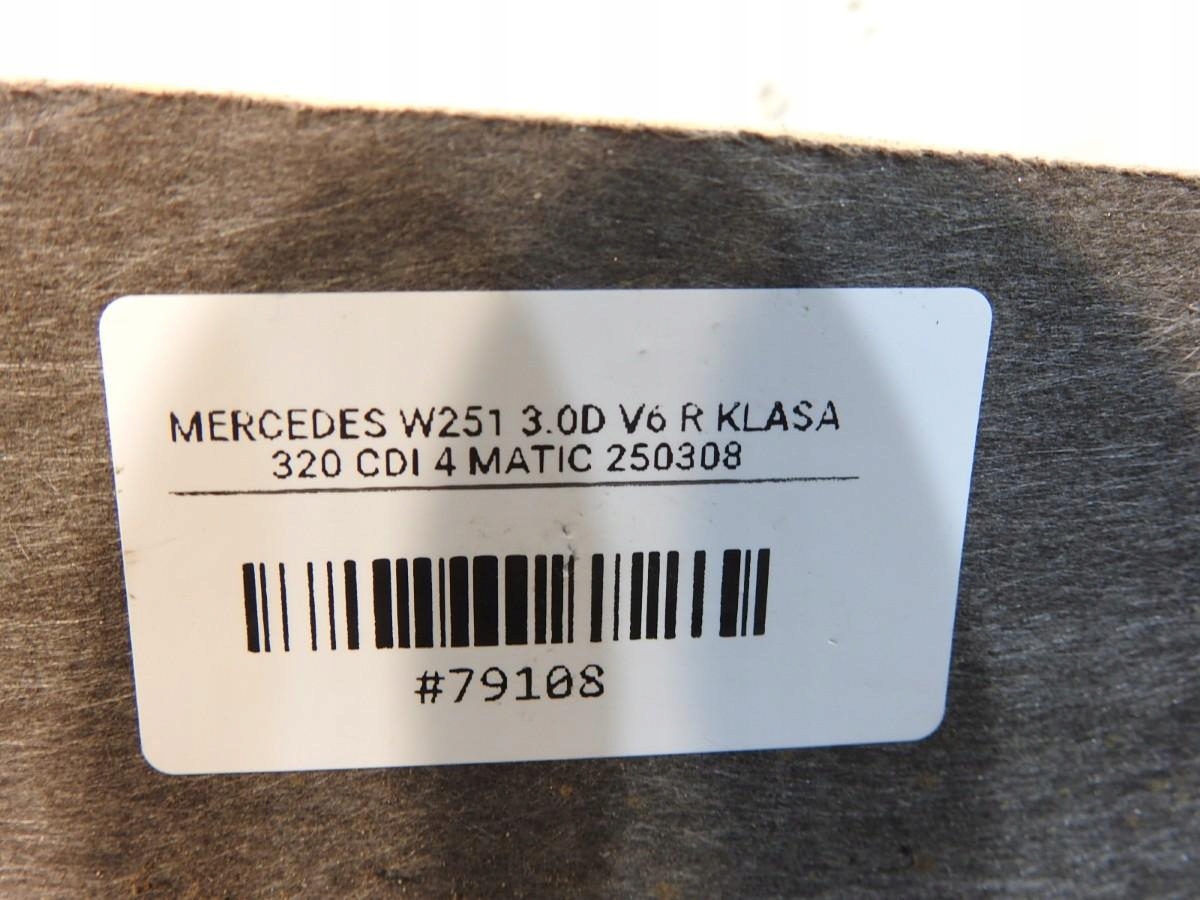 MERCEDES W251 3.0D V6 R KLASA
320 CDI 4 MATIC 250308
#79108